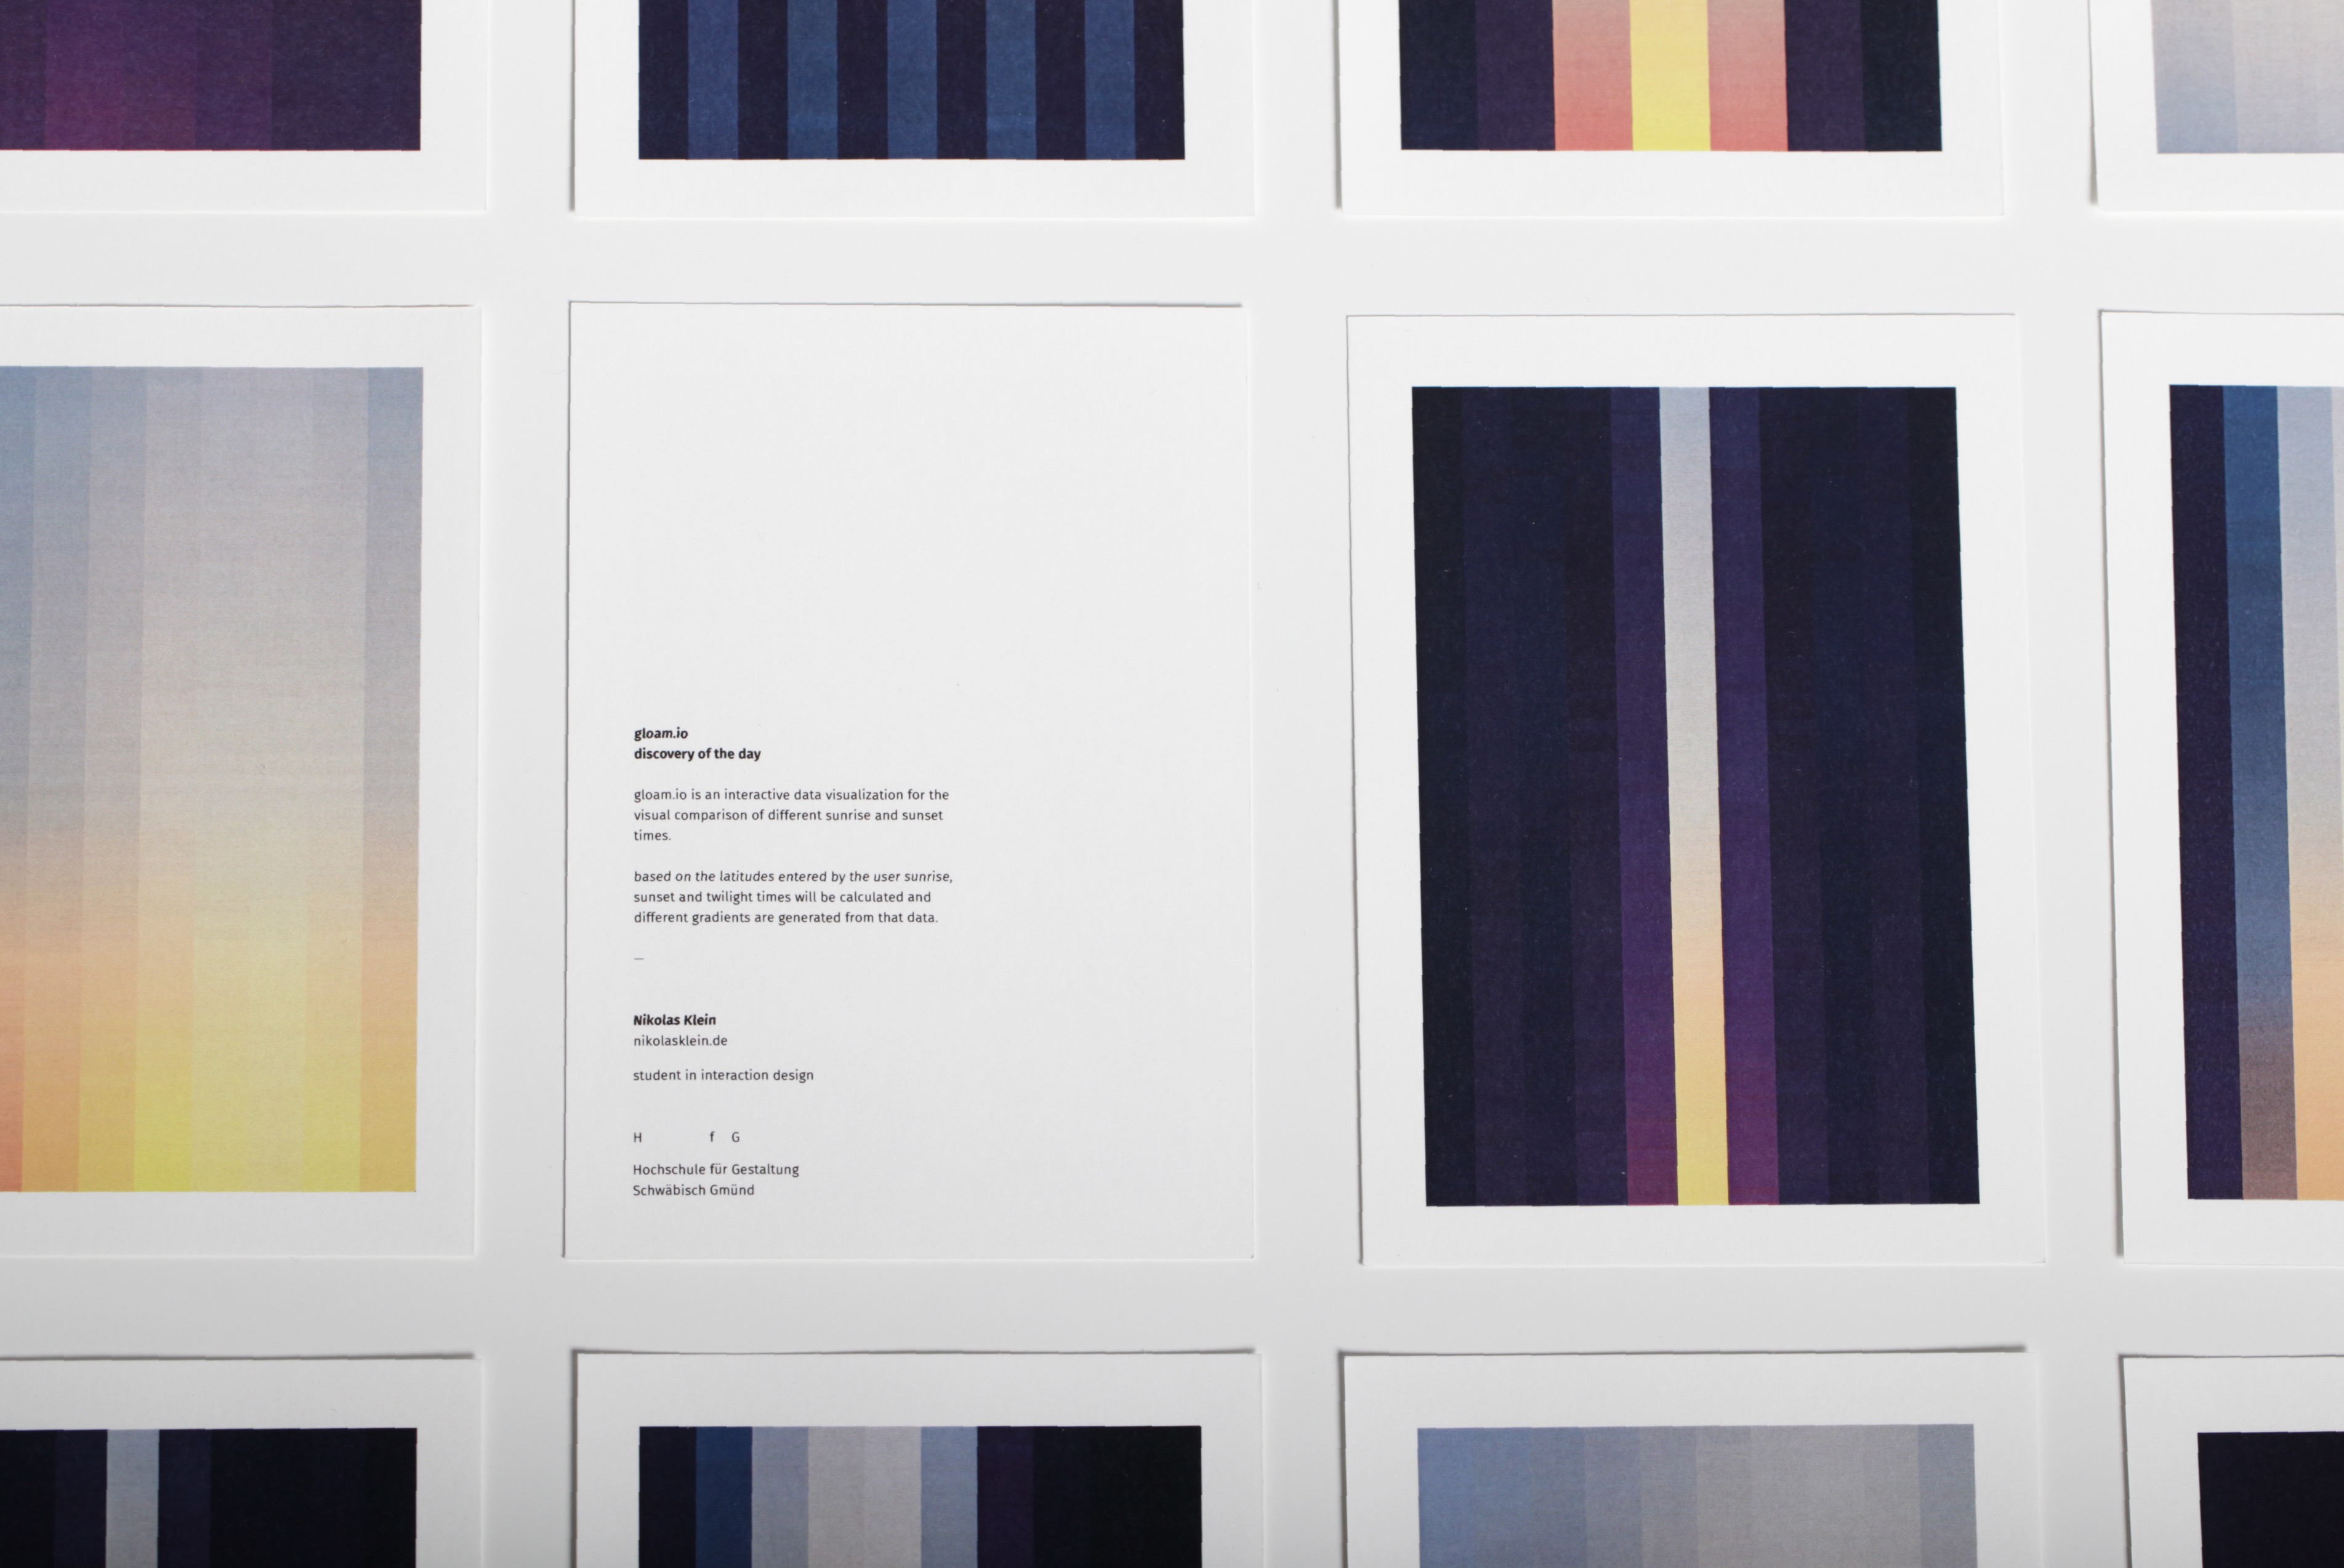 gloam.io
discovery of the day
gloam.io is an interactive data visualization for the
visual comparison of different sunrise and sunset
times.
based on the latitudes entered by the user sunrise,
sunset and twilight times will be calculated and
different gradients are generated from that data.
—
Nikolas Klein
nikolasklein.de
student in interaction design
H f G
Hochschule für Gestaltung
Schwäbisch Gmünd